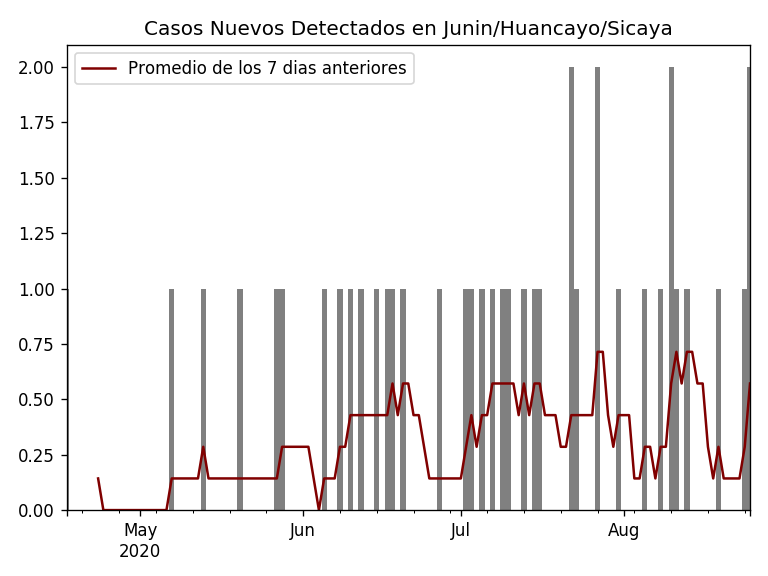 Casos Nuevos Detectados en Junin/Huancayo/Sicaya
Promedio de los 7 dias anteriores
2.00
1.75
1.50
1.25
1.00
0.75
0.50
0.25
0.00
May
2020
Jun
Jul
Aug